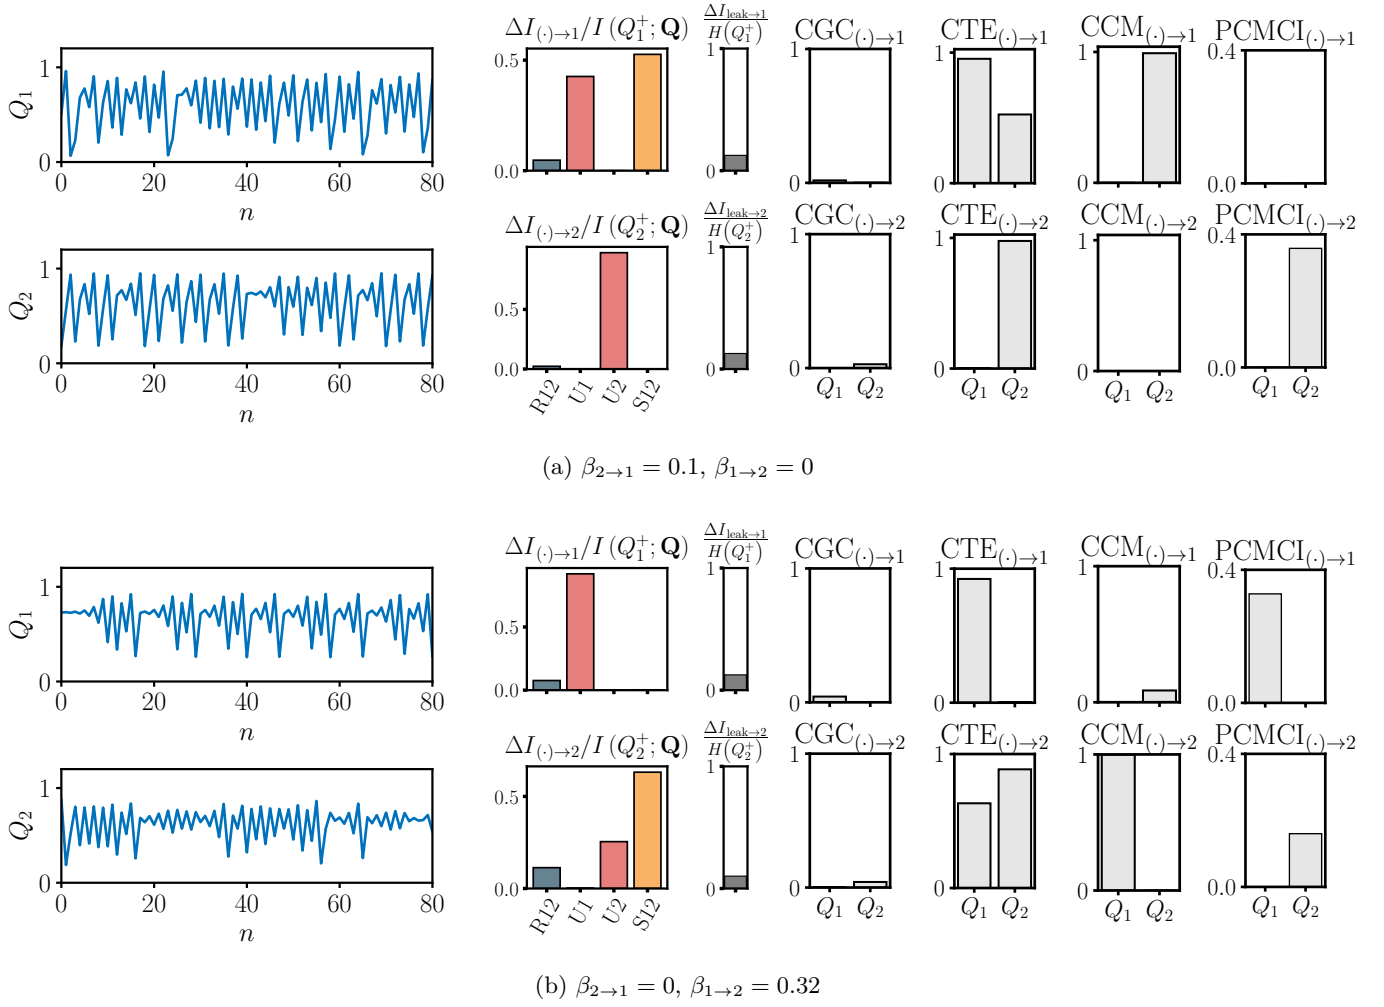 ΔI(·)→1/I(Q1+; Q) ΔIleak→1/H(Q1+) CGC(·)→1 CTE(·)→1 CCM(·)→1 PCMCI(·)→1
Q1 1 0 0.5 0.0 1 0 1 0 1 0 1 0 0.4 0.0
0 20 40 60 80
n
ΔI(·)→2/I(Q2+; Q) ΔIleak→2/H(Q2+) CGC(·)→2 CTE(·)→2 CCM(·)→2 PCMCI(·)→2
Q2 1 0 0.5 0.0 1 0 1 0 1 0 1 0 0.4 0.0
0 20 40 60 80 R12 U1 U2 S12 Q1 Q2 Q1 Q2 Q1 Q2 Q1 Q2
n
(a) β2→1 = 0.1, β1→2 = 0
ΔI(·)→1/I(Q1+; Q) ΔIleak→1/H(Q1+) CGC(·)→1 CTE(·)→1 CCM(·)→1 PCMCI(·)→1
Q1 1 0 0.5 0.0 1 0 1 0 1 0 1 0 0.4 0.0
0 20 40 60 80
n
ΔI(·)→2/I(Q2+; Q) ΔIleak→2/H(Q2+) CGC(·)→2 CTE(·)→2 CCM(·)→2 PCMCI(·)→2
Q2 1 0 0.5 0.0 1 0 1 0 1 0 1 0 0.4 0.0
0 20 40 60 80 R12 U1 U2 S12 Q1 Q2 Q1 Q2 Q1 Q2 Q1 Q2
n
(b) β2→1 = 0, β1→2 = 0.32